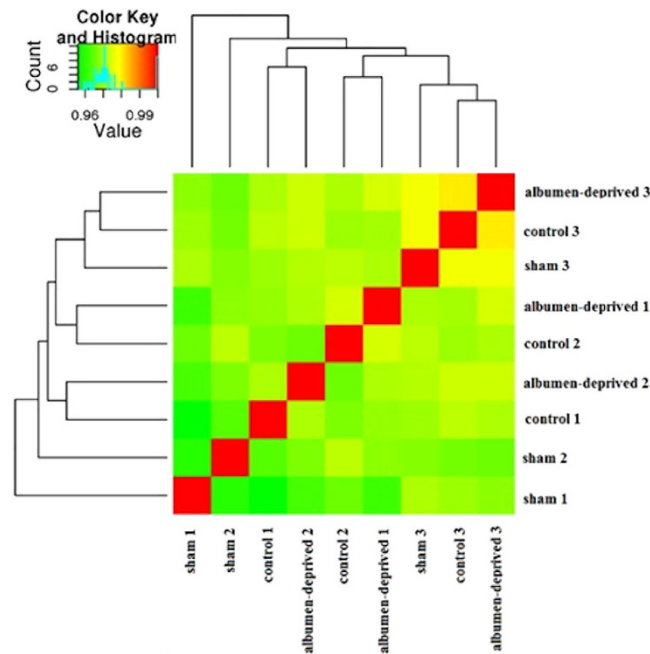 Color Key
and Histogram
Count
0 6
0.96 0.99
Value
albumen-deprived 3
control 3
sham 3
albumen-deprived 1
control 2
albumen-deprived 2
control 1
sham 2
sham 1
sham 1
sham 2
control 1
albumen-deprived 2
control 2
albumen-deprived 1
sham 3
control 3
albumen-deprived 3